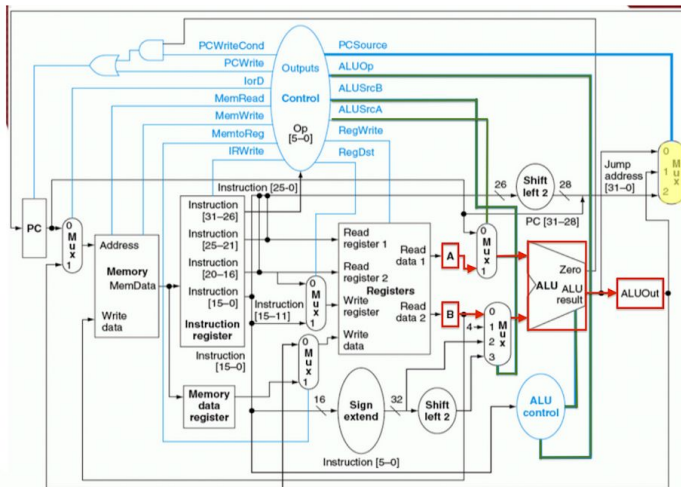 PCWriteCond
PCWrite
IorD
MemRead
MemWrite
MemtoReg
IRWrite
Outputs
Control
Op
[5–0]
PCSource
ALUOp
ALUSrcB
ALUSrcA
RegWrite
RegDst
Instruction [25–0]
26
Shift
left 2
28
Jump
address
[31–0]
PC [31–28]
0
1
2
M
u
x
PC
0
M
u
x
1
Address
Memory
MemData
Write
data
Instruction
[31–26]
Instruction
[25–21]
Instruction
[20–16]
Instruction
[15–0]
Instruction
register
Instruction
[15–0]
Memory
data
register
Instruction
[15–11]
0
M
u
x
1
0
M
u
x
1
Read
register 1
Read
register 2
Registers
Write
register
Write
data
Read
data 1
Read
data 2
A
B
0
M
u
x
1
4
0
1
2
3
M
u
x
Zero
ALU
ALU
result
ALUOut
16
Sign
extend
32
Shift
left 2
ALU
control
Instruction [5–0]